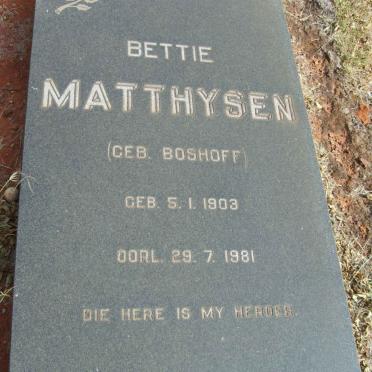 BETTIE
MATTHYSEN
(GEB. BOSHOFF)
GEB. 5. 1. 1903
OORL. 29. 7. 1981
DIE HERE IS MY HERDER.